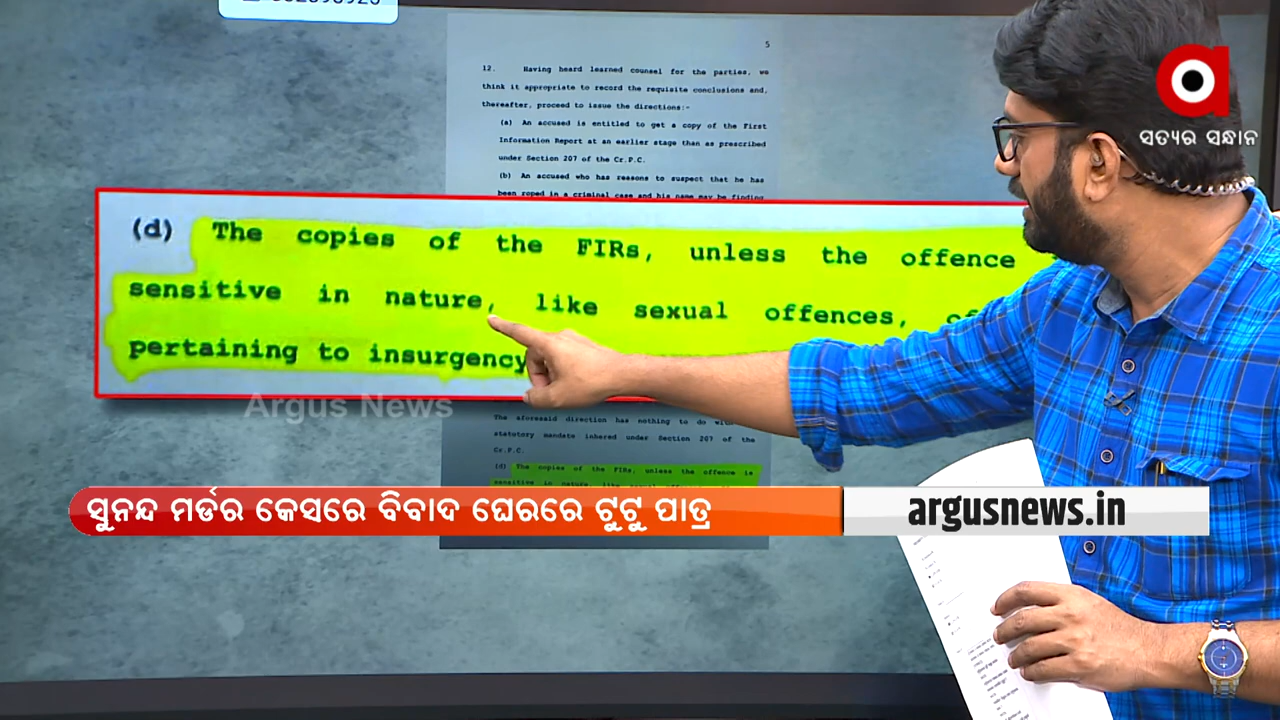 5
12. Having heard learned counsel for the parties, we
think it appropriate to record the requisite conclusions and,
thereafter, proceed to issue the directions:-
(a) An accused is entitled to get a copy of the First
Information Report at an earlier stage than as prescribed
under Section 207 of the Cr.P.C.
(b) An accused who has reasons to suspect that he has
been roped in a criminal case and his name may be finding
ସତ୍ୟର ସନ୍ଧାନ
(d) The copies of the FIRs, unless the offence
sensitive in nature, like sexual offences,
pertaining to insurgency
Argus News
The aforesaid direction has nothing to do
statutory mandate inhered under Section 207 of the
Cr.P.C.
(d) The copies of the FIRs, unless the offence is
sensitive in nature, like
ସୁନନ୍ଦ ମର୍ଡର କେସରେ ବିବାଦ ଘେରରେ ଟୁଟୁ ପାତ୍ର
argusnews.in